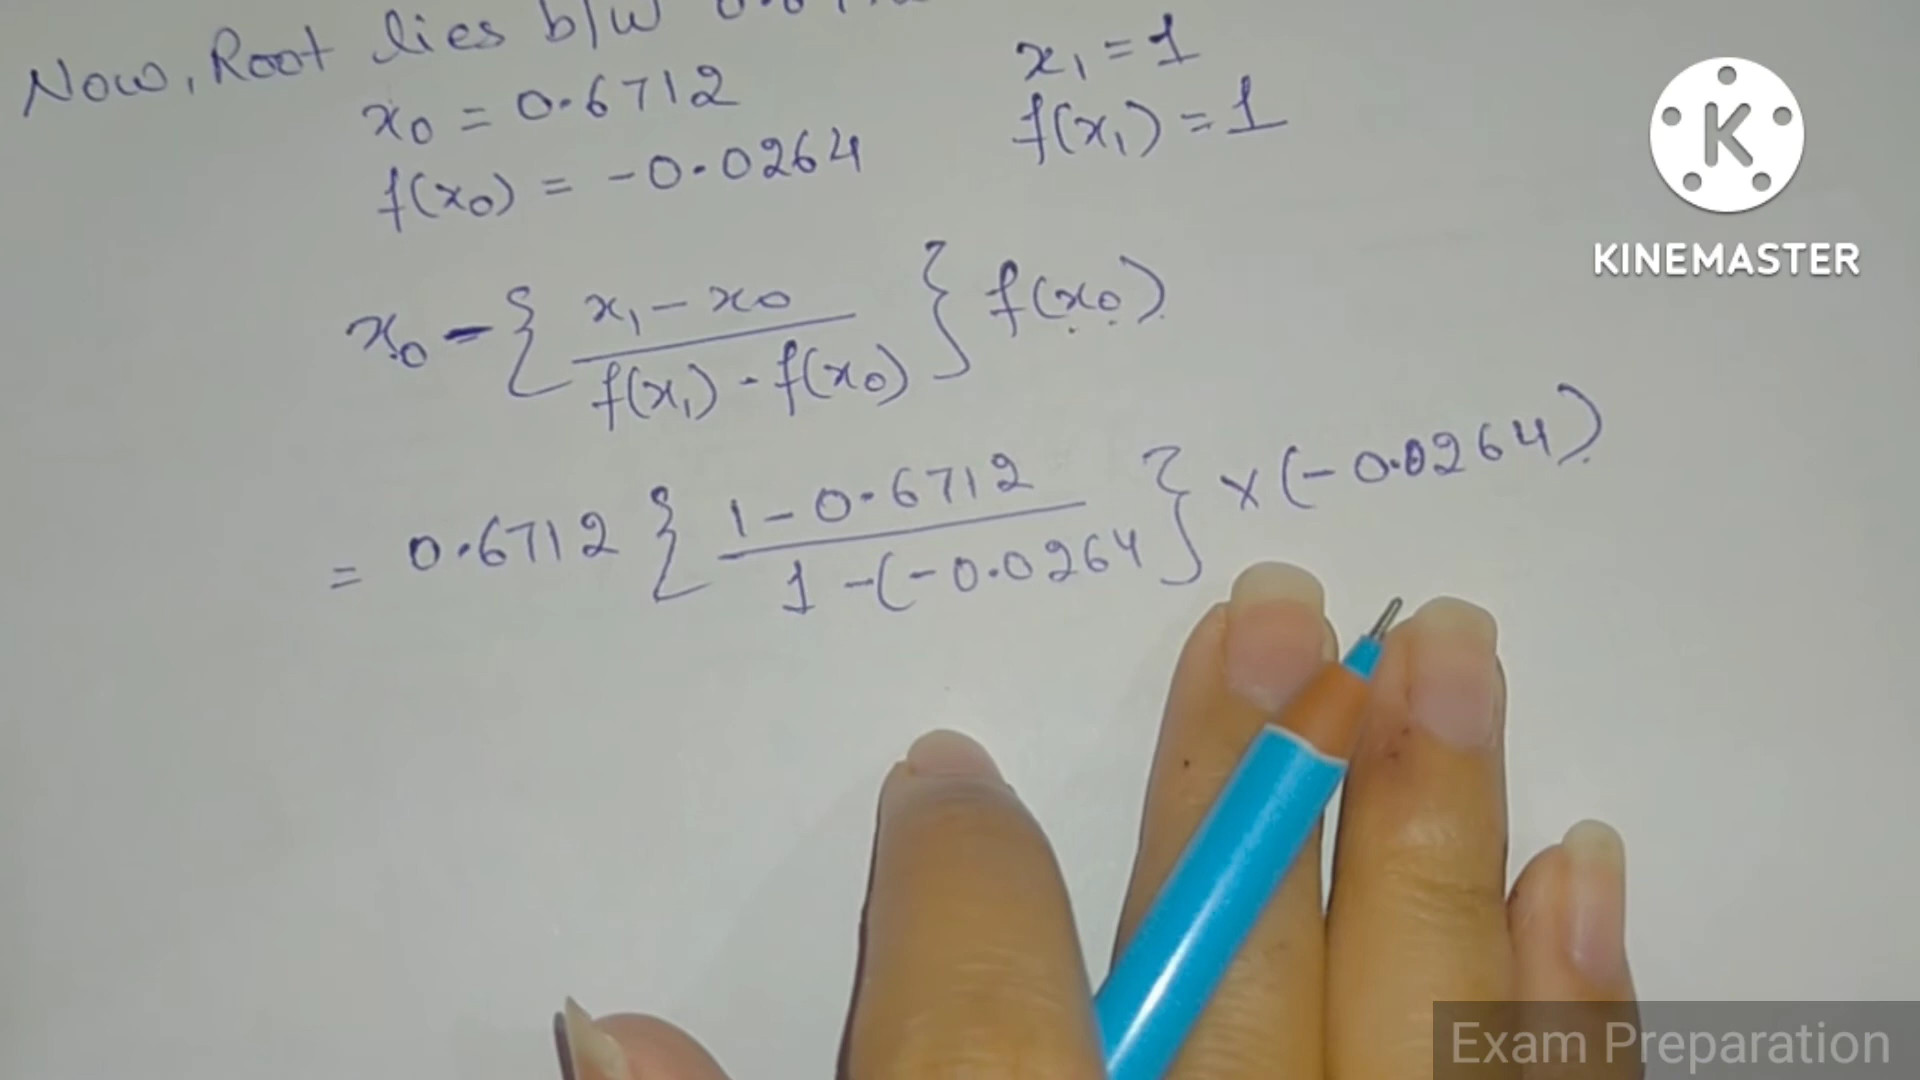 Now, Root lies b/w
x₀ = 0.6712    x₁ = 1
f(x₀) = -0.0264    f(x₁) = 1
x₀ - { x₁ - x₀ / f(x₁) - f(x₀) } f(x₀)
= 0.6712 { 1 - 0.6712 / 1 - (-0.0264 } × (-0.0264)
K
KINEMASTER
Exam Preparation